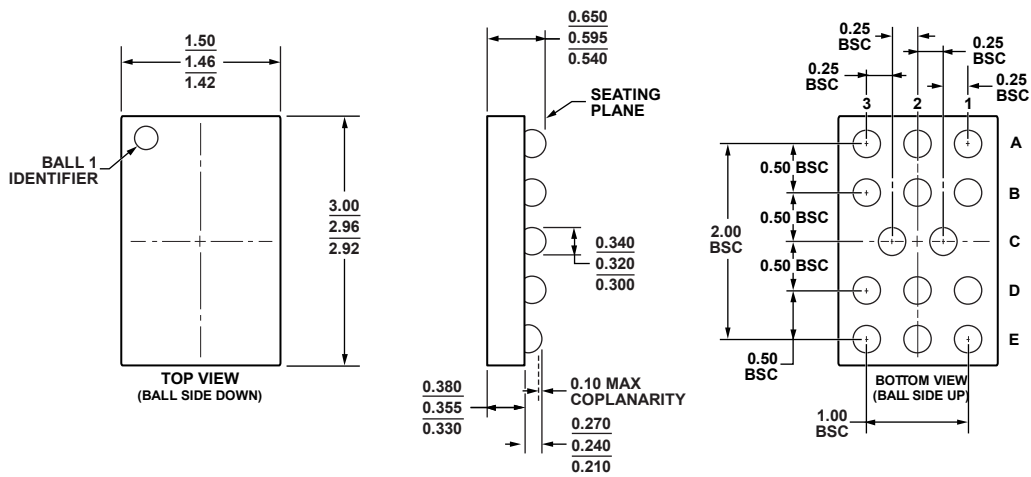 1.50
1.46
1.42
BALL 1
IDENTIFIER
3.00
2.96
2.92
TOP VIEW
(BALL SIDE DOWN)
0.650
0.595
0.540
SEATING
PLANE
0.340
0.320
0.300
0.380
0.355
0.330
0.10 MAX
COPLANARITY
0.270
0.240
0.210
0.25
BSC
0.25
BSC
0.25
BSC
0.25
BSC
3
2
1
A
B
C
D
E
0.50 BSC
0.50 BSC
2.00
BSC
0.50 BSC
0.50
BSC
BOTTOM VIEW
(BALL SIDE UP)
1.00
BSC